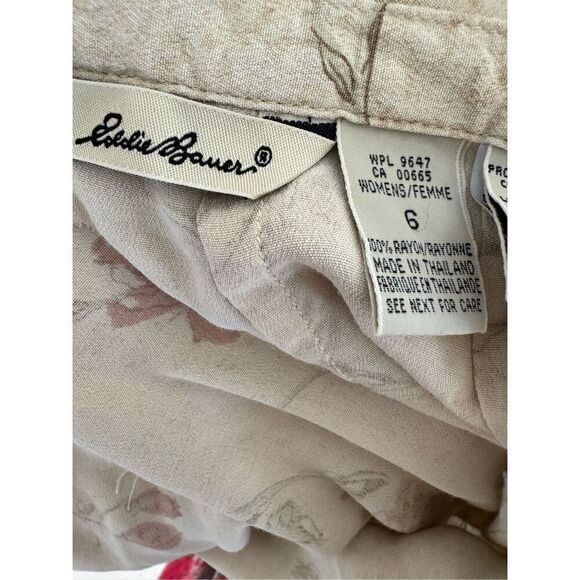 Eddie Bauer®
WPL 9647
CA 00665
WOMENS/FEMME
6
100% RAYON/RAYONNE
MADE IN THAILAND
FABRIQUE EN THAILANDE
SEE NEXT FOR CARE
PRO